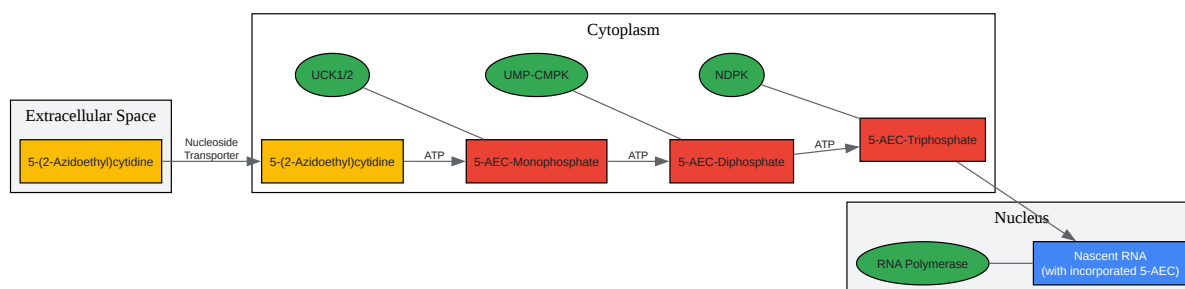 Cytoplasm
UCK1/2
UMP-CMPK
NDPK
Extracellular Space
5-(2-Azidoethyl)cytidine
Nucleoside
Transporter
5-(2-Azidoethyl)cytidine
ATP
5-AEC-Monophosphate
ATP
5-AEC-Diphosphate
ATP
5-AEC-Triphosphate
Nucleus
RNA Polymerase
Nascent RNA
(with incorporated 5-AEC)